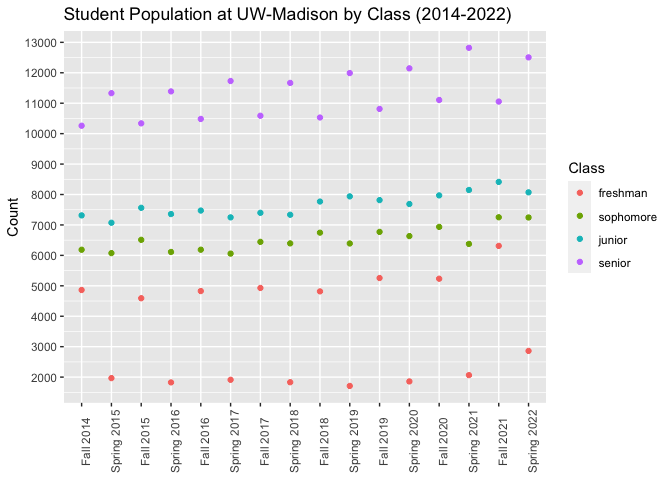 Student Population at UW-Madison by Class (2014-2022)
13000
12000
11000
10000
9000
8000
7000
6000
5000
4000
3000
2000
Count
Fall 2014
Spring 2015
Fall 2015
Spring 2016
Fall 2016
Spring 2017
Fall 2017
Spring 2018
Fall 2018
Spring 2019
Fall 2019
Spring 2020
Fall 2020
Spring 2021
Fall 2021
Spring 2022
Class
freshman
sophomore
junior
senior